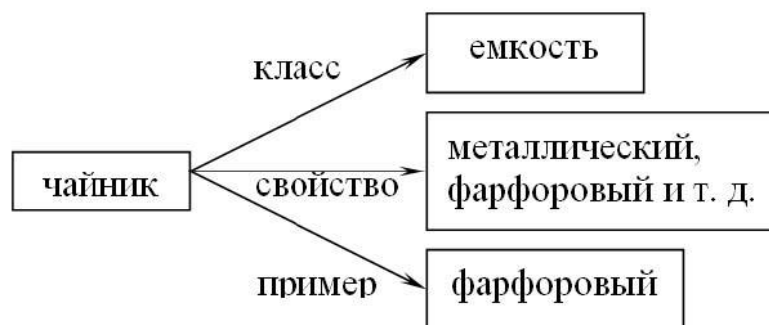 емкость
класс
металлический,
фарфоровый и т. д.
чайник
свойство
пример
фарфоровый